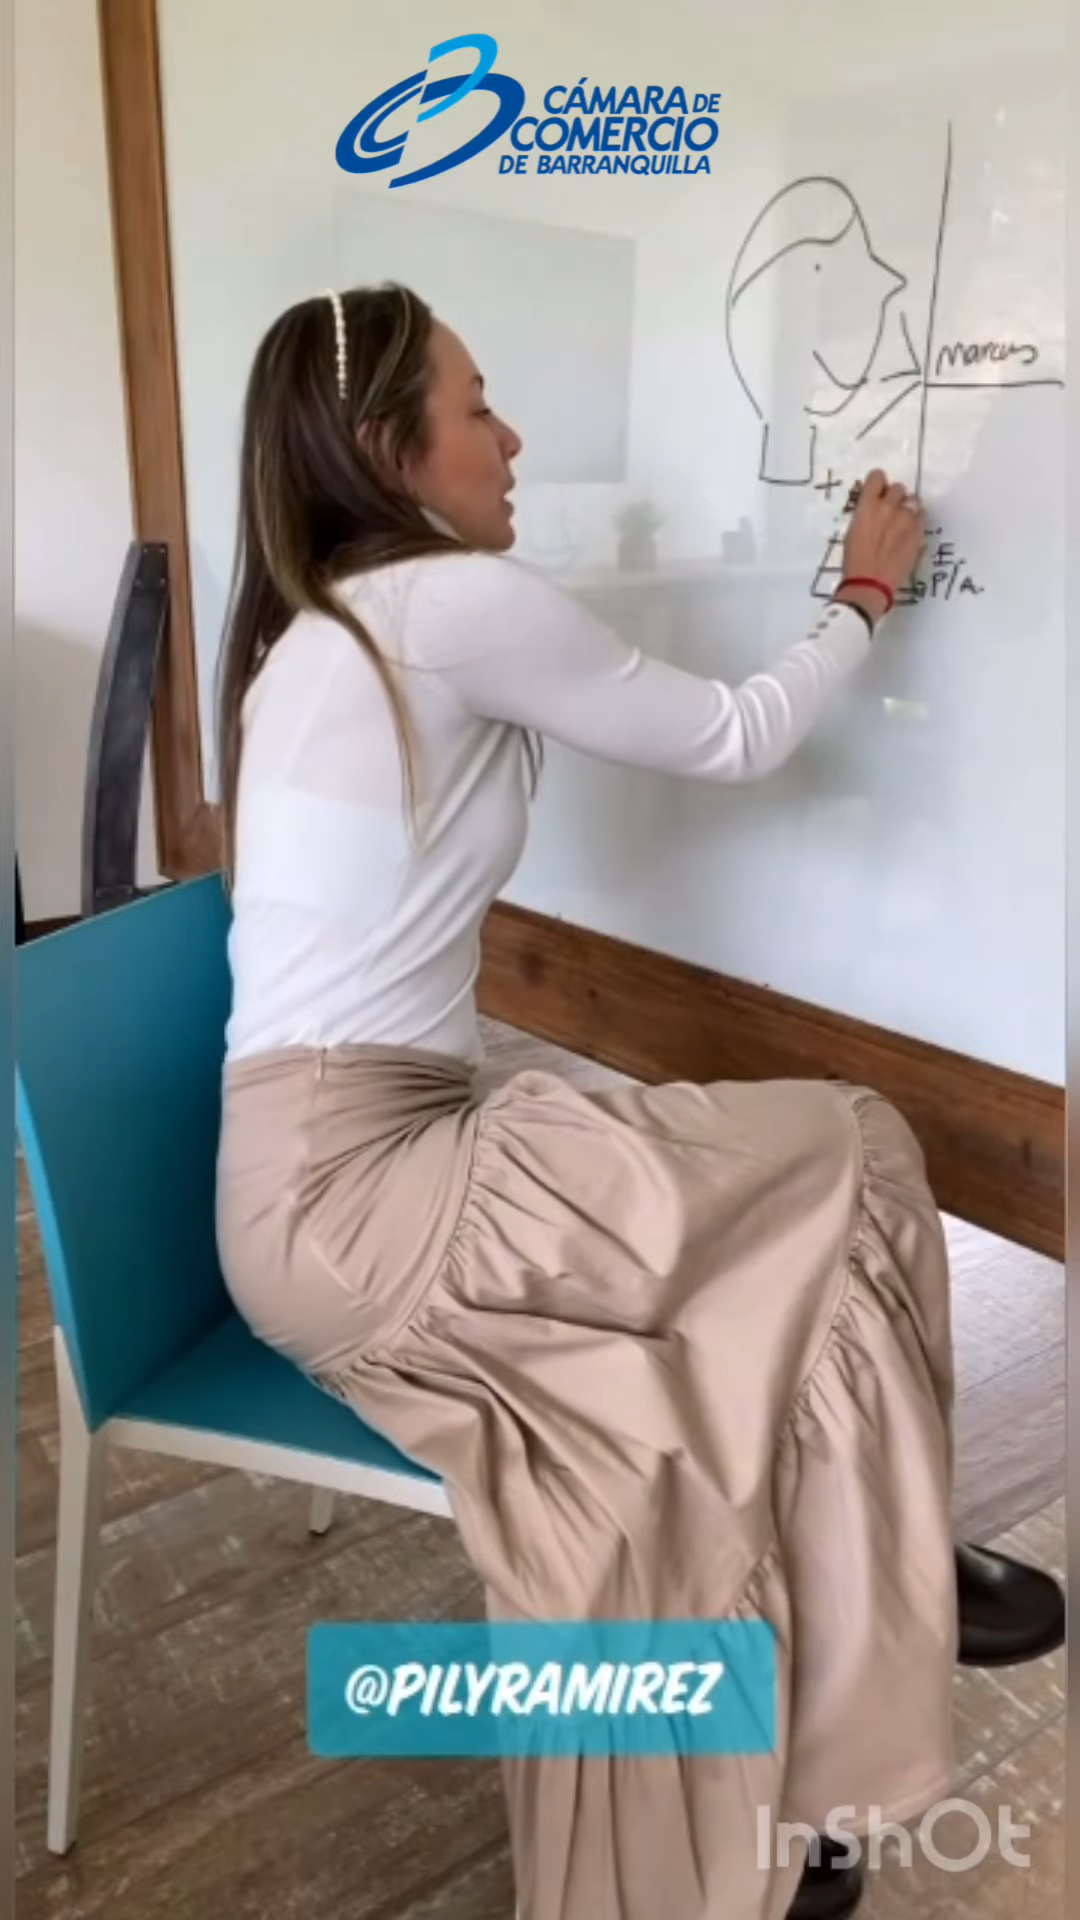 CÁMARA DE
COMERCIO
DE BARRANQUILLA
Marcas
+
E.
P/A.
@PILYRAMIREZ
InShOt